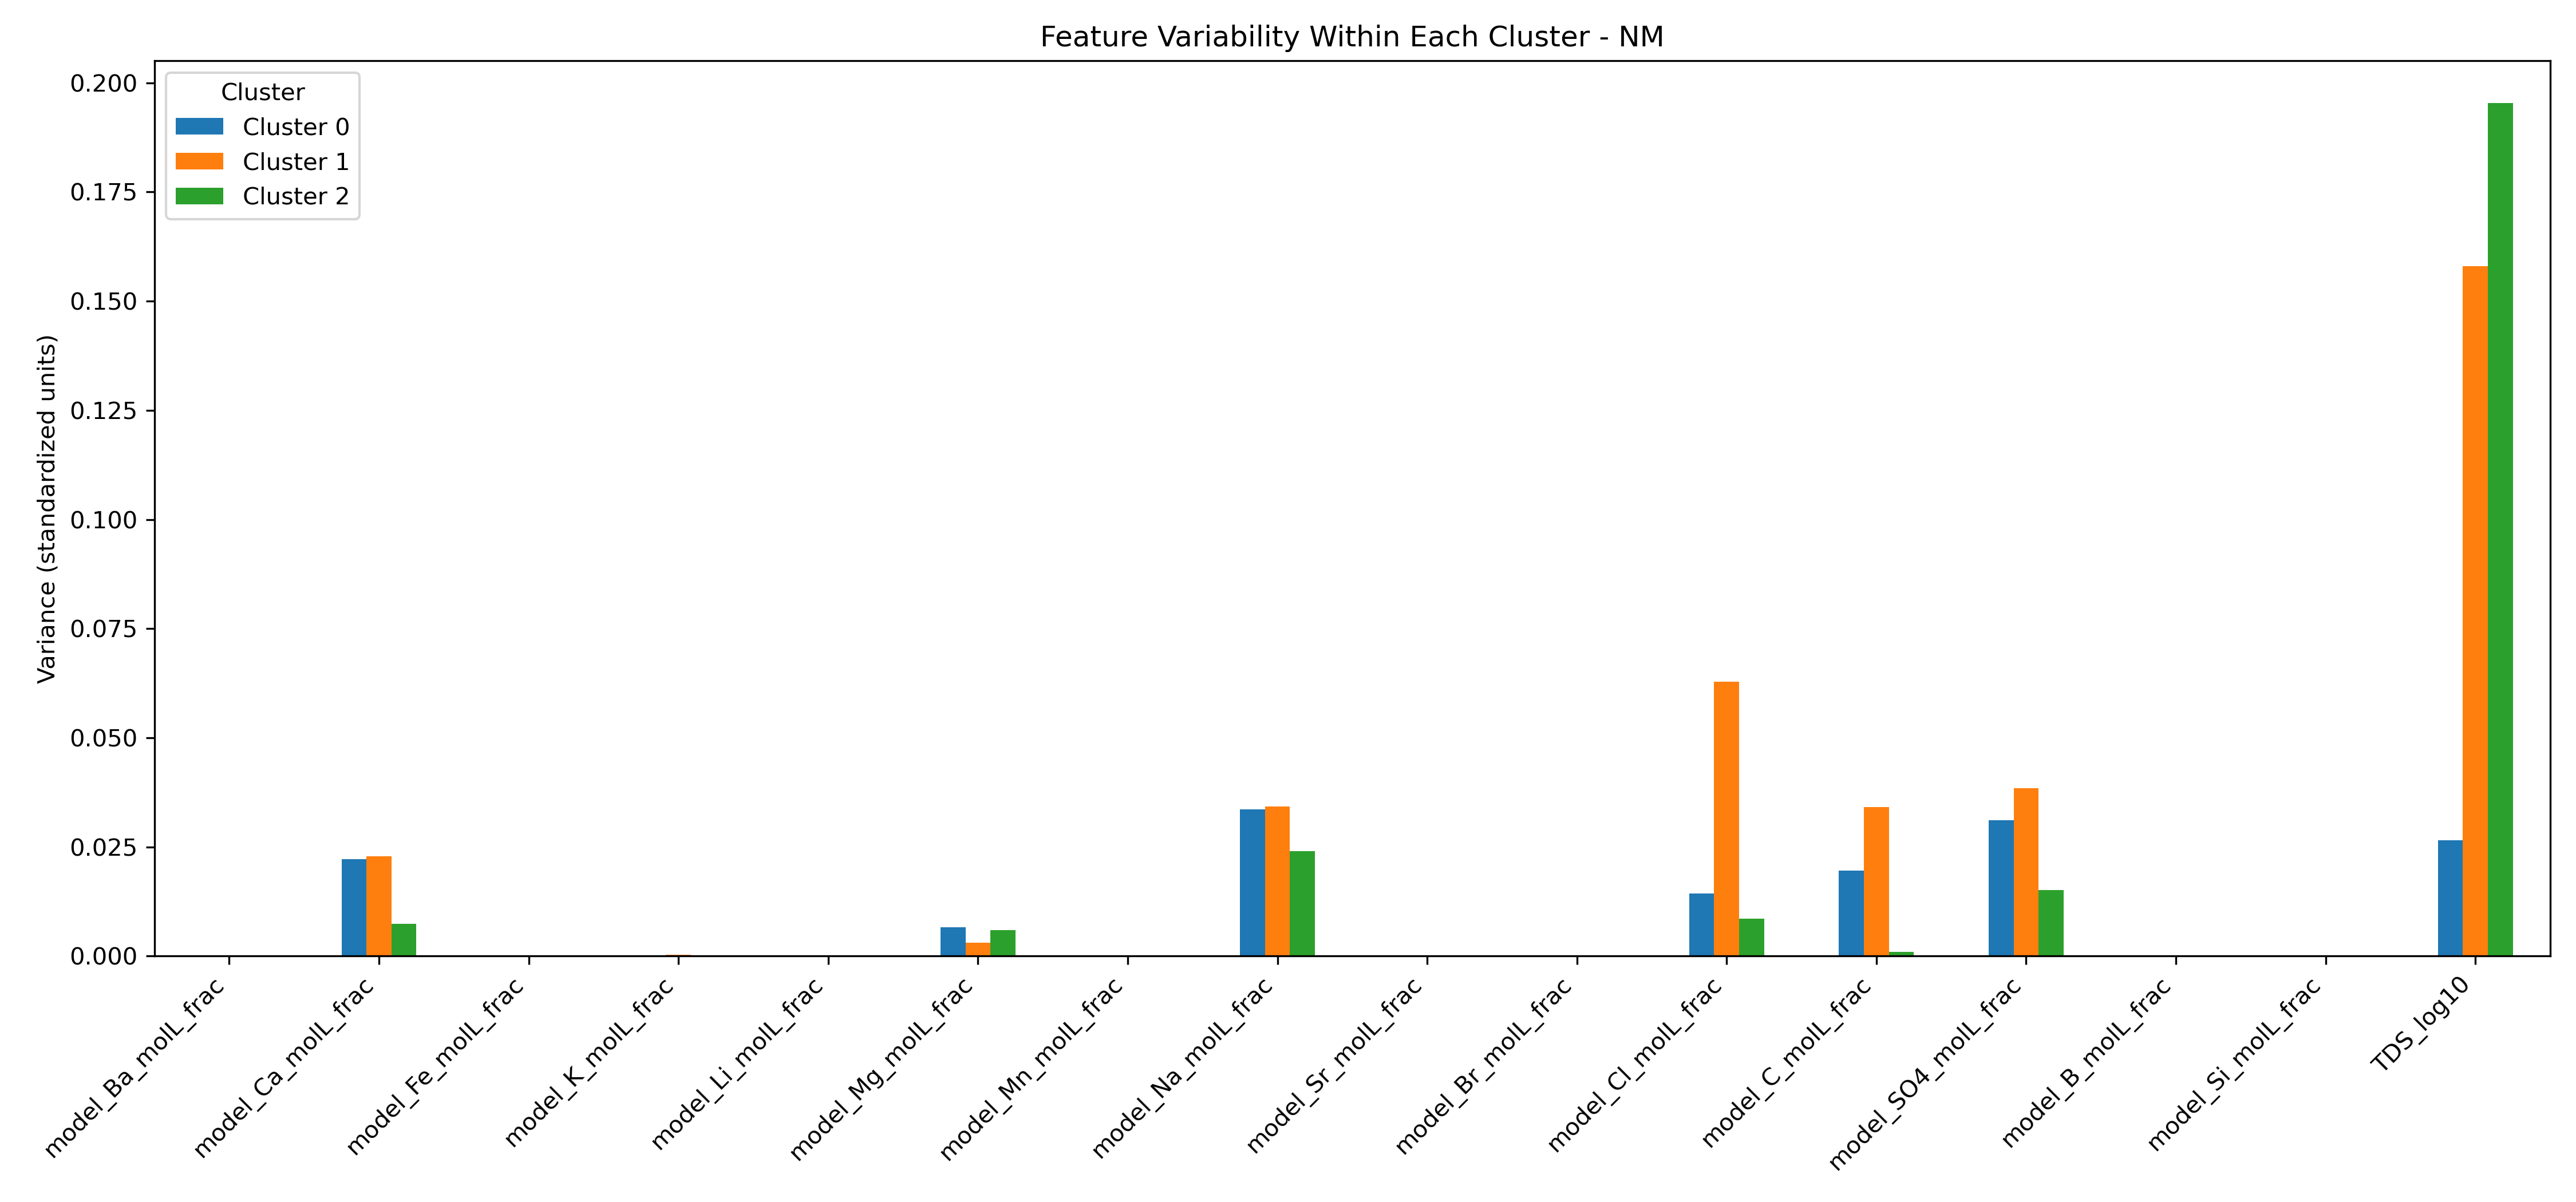 Feature Variability Within Each Cluster - NM
Cluster
Cluster 0
Cluster 1
Cluster 2
Variance (standardized units)
0.200
0.175
0.150
0.125
0.100
0.075
0.050
0.025
0.000
model_Ba_molL_frac
model_Ca_molL_frac
model_Fe_molL_frac
model_K_molL_frac
model_Li_molL_frac
model_Mg_molL_frac
model_Mn_molL_frac
model_Na_molL_frac
model_Sr_molL_frac
model_Br_molL_frac
model_Cl_molL_frac
model_C_molL_frac
model_SO4_molL_frac
model_B_molL_frac
model_Si_molL_frac
TDS_log10